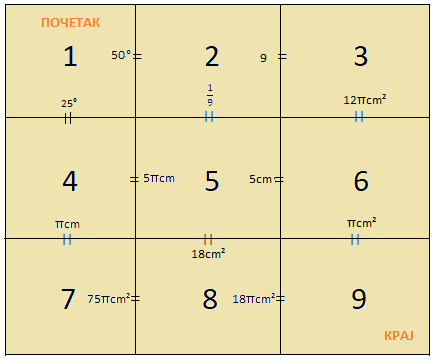 ПОЧЕТАК
1 50°= 2 9 = 3
25° 1/9 12πcm²
4 =5πcm 5 5cm= 6
πcm 18cm² πcm²
7 75πcm²= 8 18πcm²= 9
КРАЈ